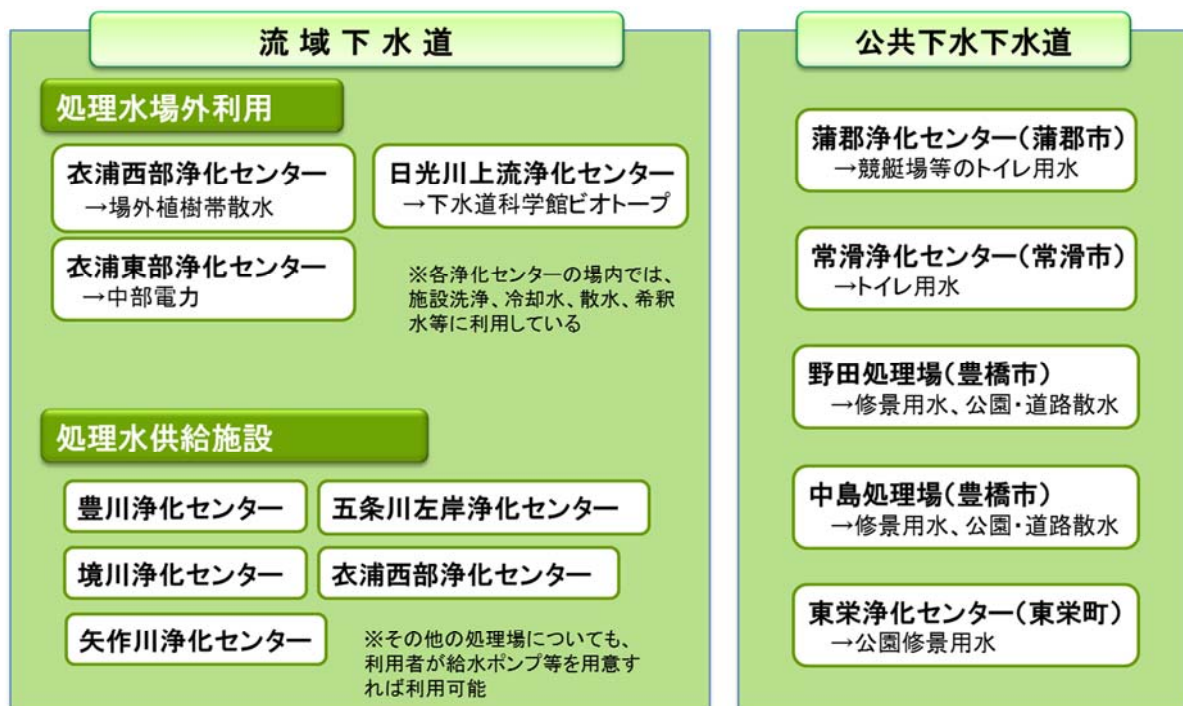 流域下水道
処理水場外利用
衣浦西部浄化センター
→場外植樹帯散水
日光川上流浄化センター
→下水道科学館ビオトープ
衣浦東部浄化センター
→中部電力
※各浄化センターの場内では、
施設洗浄、冷却水、散水、希釈
水等に利用している
処理水供給施設
豊川浄化センター
五条川左岸浄化センター
境川浄化センター
衣浦西部浄化センター
矢作川浄化センター
※その他の処理場についても、
利用者が給水ポンプ等を用意す
れば利用可能
公共下水下水道
蒲郡浄化センター(蒲郡市)
→競艇場等のトイレ用水
常滑浄化センター(常滑市)
→トイレ用水
野田処理場(豊橋市)
→修景用水、公園・道路散水
中島処理場(豊橋市)
→修景用水、公園・道路散水
東栄浄化センター(東栄町)
→公園修景用水